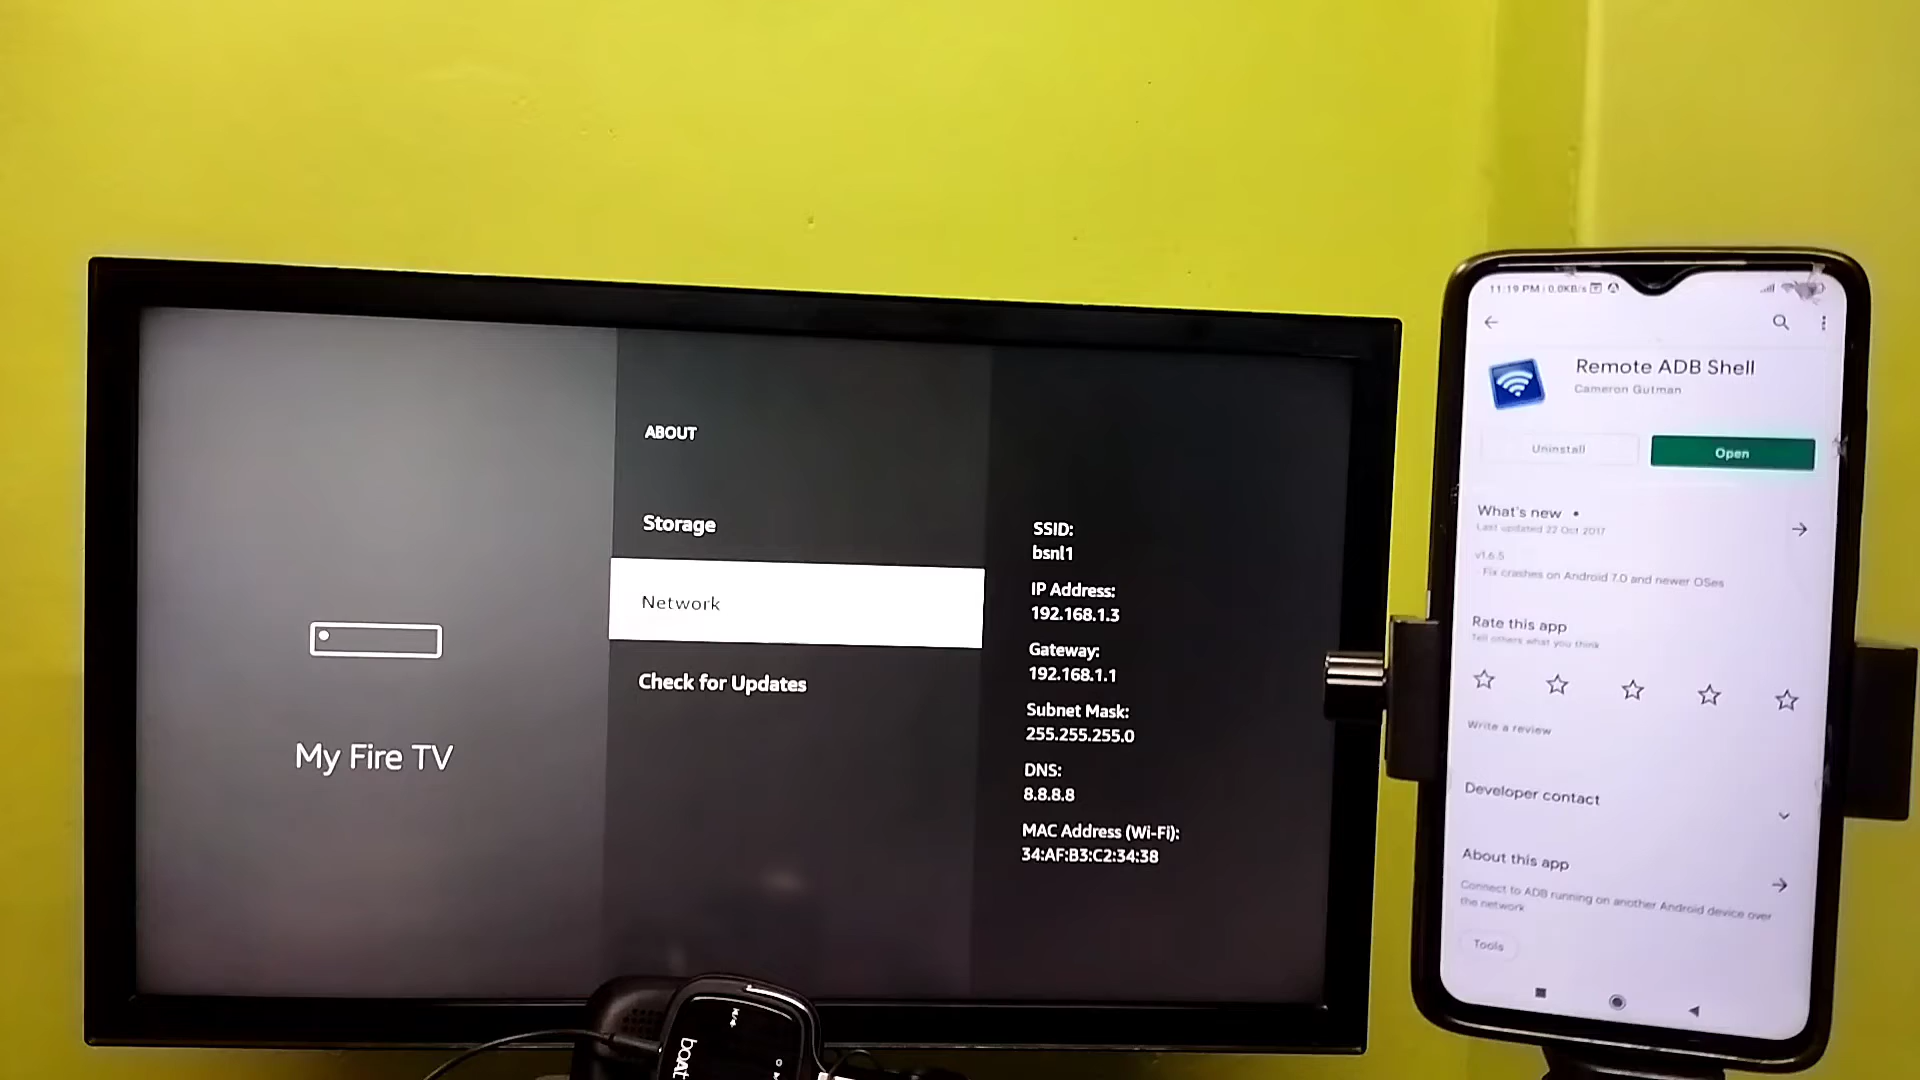 My Fire TV
ABOUT
Storage
Network
Check for Updates
SSID:
bsnl1
IP Address:
192.168.1.3
Gateway:
192.168.1.1
Subnet Mask:
255.255.255.0
DNS:
8.8.8.8
MAC Address (Wi-Fi):
34:AF:B3:C2:34:38
boAt
11:19 PM | 0.0KB/s
Remote ADB Shell
Cameron Gutman
Uninstall
Open
What's new •
Last updated 22 Oct 2017
v1.6.5
Fix crashes on Android 7.0 and newer OSes
Rate this app
Tell others what you think
Write a review
Developer contact
About this app
Connect to ADB running on another Android device over
the network
Tools